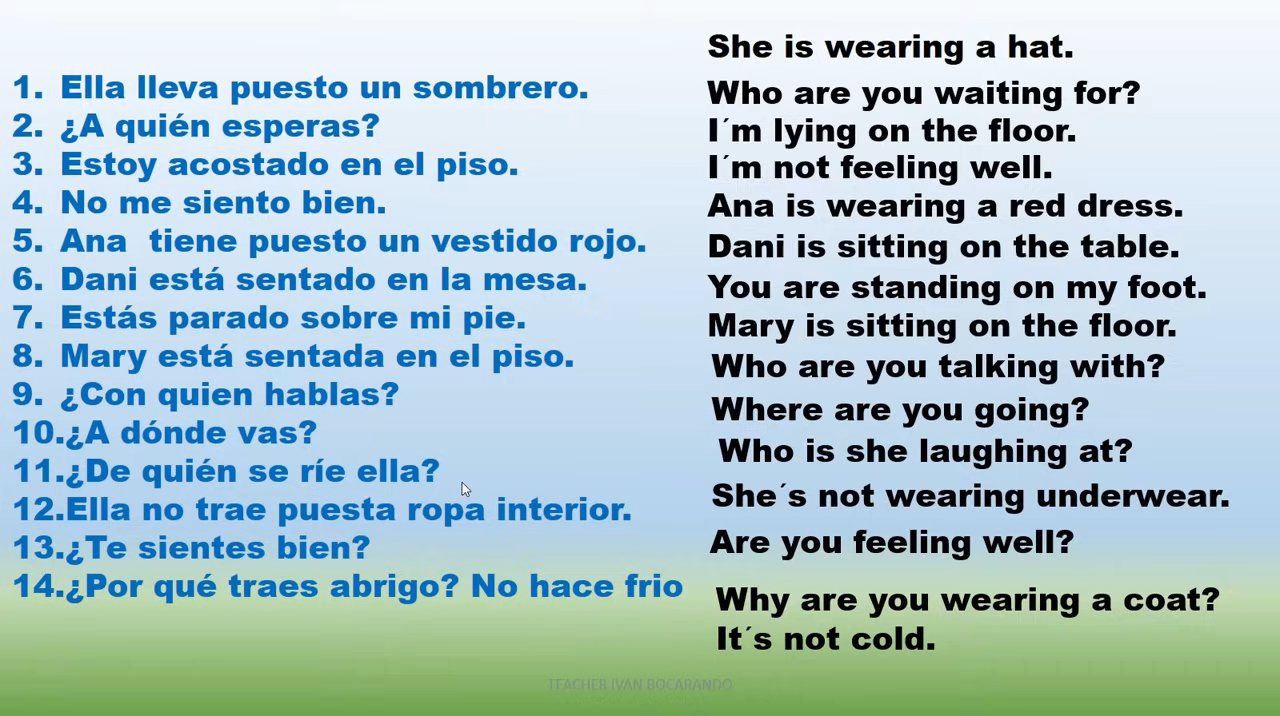 1. Ella lleva puesto un sombrero.
2. ¿A quién esperas?
3. Estoy acostado en el piso.
4. No me siento bien.
5. Ana tiene puesto un vestido rojo.
6. Dani está sentado en la mesa.
7. Estás parado sobre mi pie.
8. Mary está sentada en el piso.
9. ¿Con quien hablas?
10.¿A dónde vas?
11.¿De quién se ríe ella?
12.Ella no trae puesta ropa interior.
13.¿Te sientes bien?
14.¿Por qué traes abrigo? No hace frio
She is wearing a hat.
Who are you waiting for?
I´m lying on the floor.
I´m not feeling well.
Ana is wearing a red dress.
Dani is sitting on the table.
You are standing on my foot.
Mary is sitting on the floor.
Who are you talking with?
Where are you going?
Who is she laughing at?
She´s not wearing underwear.
Are you feeling well?
Why are you wearing a coat?
It´s not cold.
TEACHER IVAN BOCARANDO